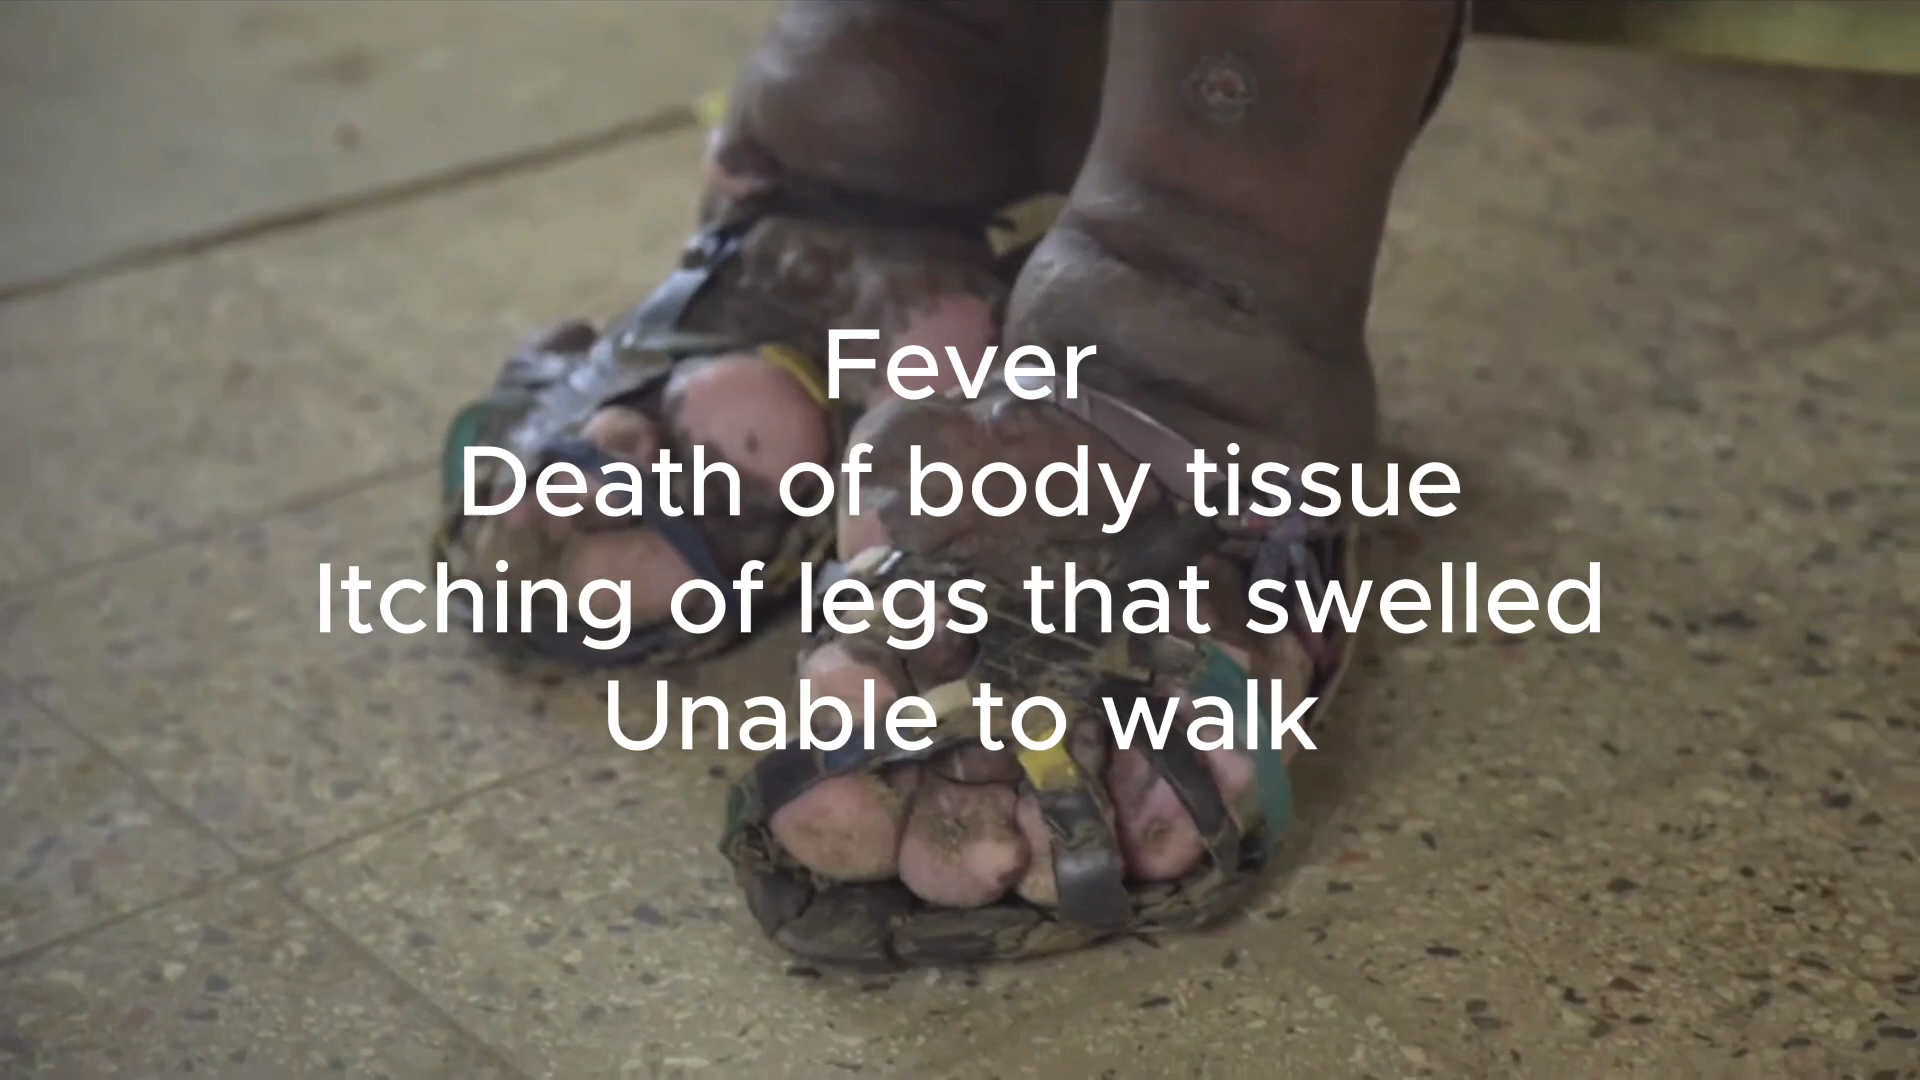 Fever
Death of body tissue
Itching of legs that swelled
Unable to walk